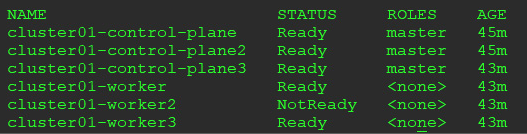 NAME STATUS ROLES AGE
cluster01-control-plane Ready master 45m
cluster01-control-plane2 Ready master 45m
cluster01-control-plane3 Ready master 43m
cluster01-worker Ready <none> 43m
cluster01-worker2 NotReady <none> 43m
cluster01-worker3 Ready <none> 43m